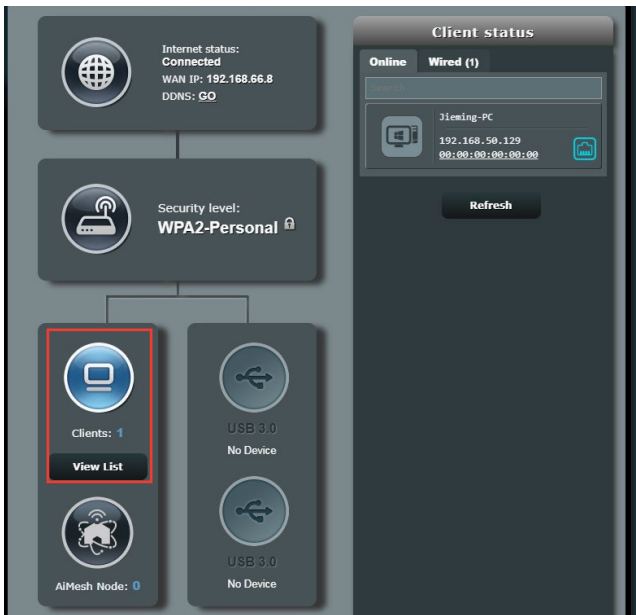 Internet status:
Connected
WAN IP: 192.168.66.8
DDNS: GO
Security level:
WPA2-Personal
Clients: 1
View List
AiMesh Node: 0
USB 3.0
No Device
USB 3.0
No Device
Client status
Online Wired (1)
Search
Jieming-PC
192.168.50.129
00:00:00:00:00:00
Refresh